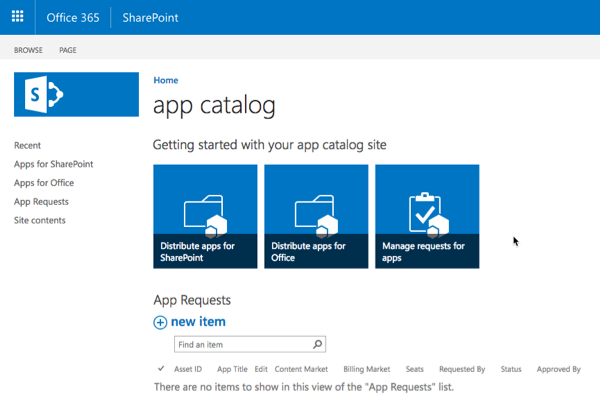 Office 365 SharePoint
BROWSE PAGE
S
Home
app catalog
Recent
Apps for SharePoint
Apps for Office
App Requests
Site contents
Getting started with your app catalog site
Distribute apps for
SharePoint
Distribute apps for
Office
Manage requests for
apps
App Requests
new item
Find an item
Asset ID App Title Edit Content Market Billing Market Seats Requested By Status Approved By
There are no items to show in this view of the "App Requests" list.